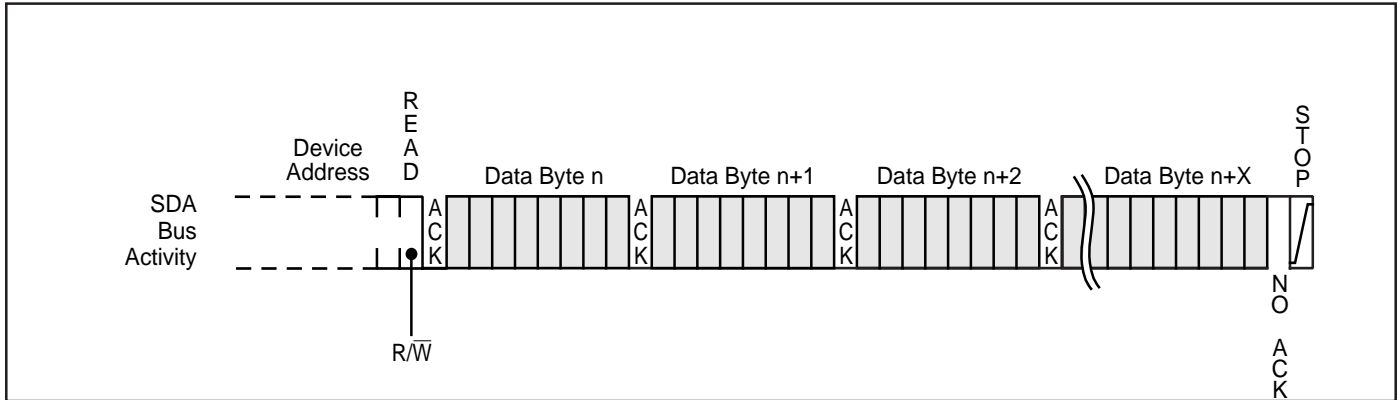 READ
STOP
Device
Address
Data Byte n
Data Byte n+1
Data Byte n+2
Data Byte n+X
SDA
Bus
Activity
ACK
ACK
ACK
ACK
NO ACK
R/W̅